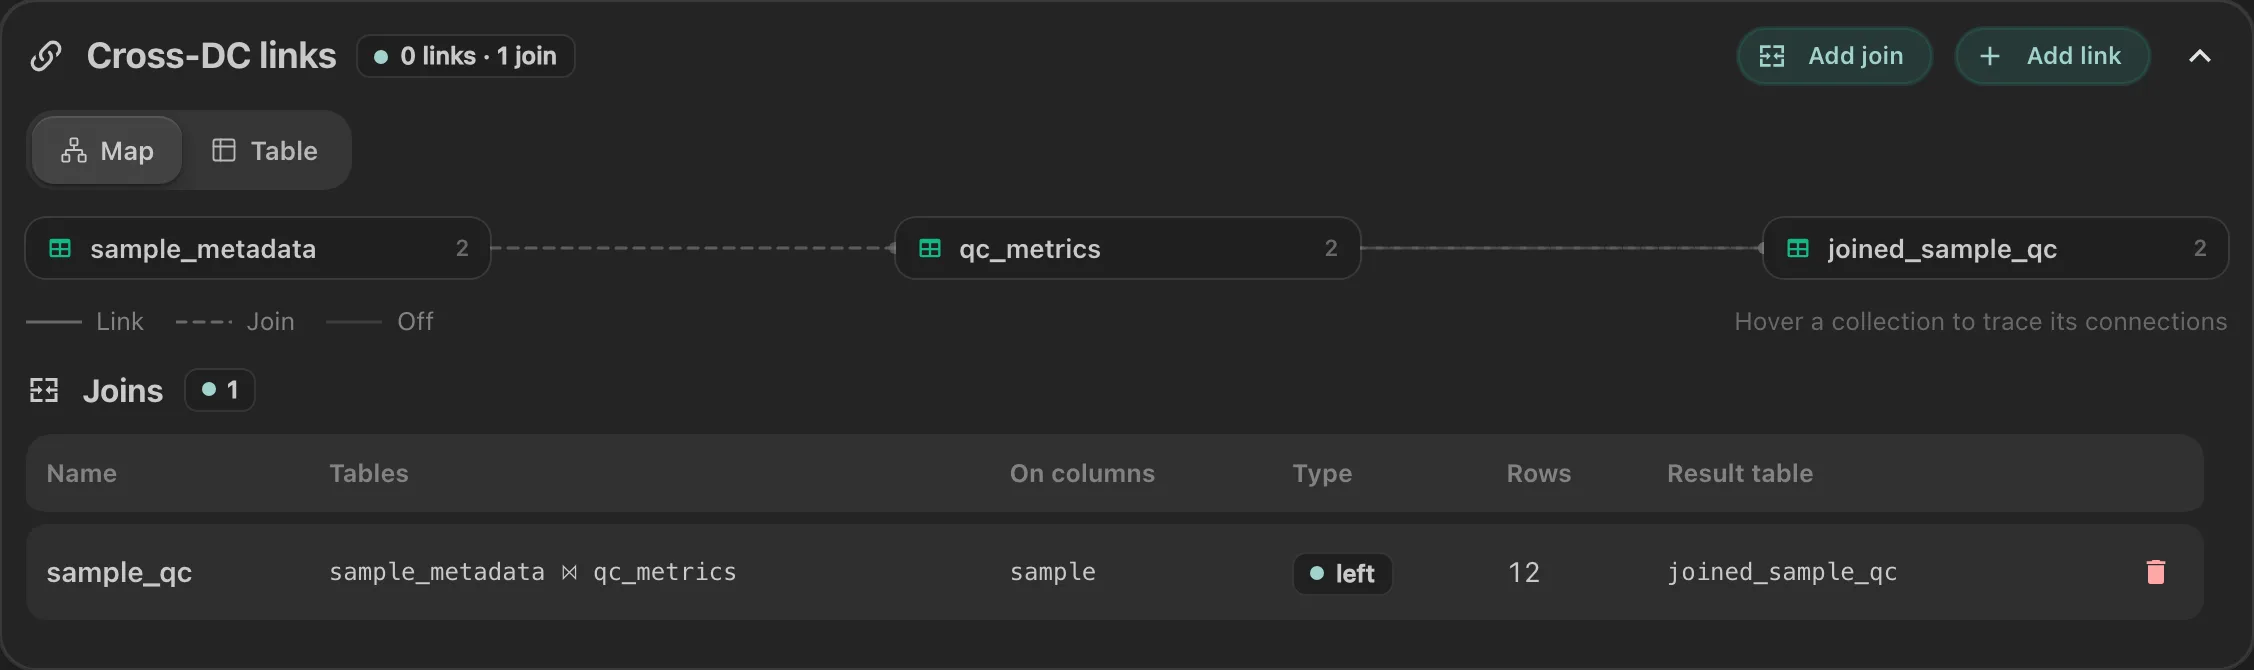 Cross-DC links
0 links · 1 join
Add join
Add link
Map
Table
sample_metadata 2
qc_metrics 2
joined_sample_qc 2
Link
Join
Off
Hover a collection to trace its connections
Joins
1
Name Tables On columns Type Rows Result table
sample_qc sample_metadata ⋈ qc_metrics sample left 12 joined_sample_qc